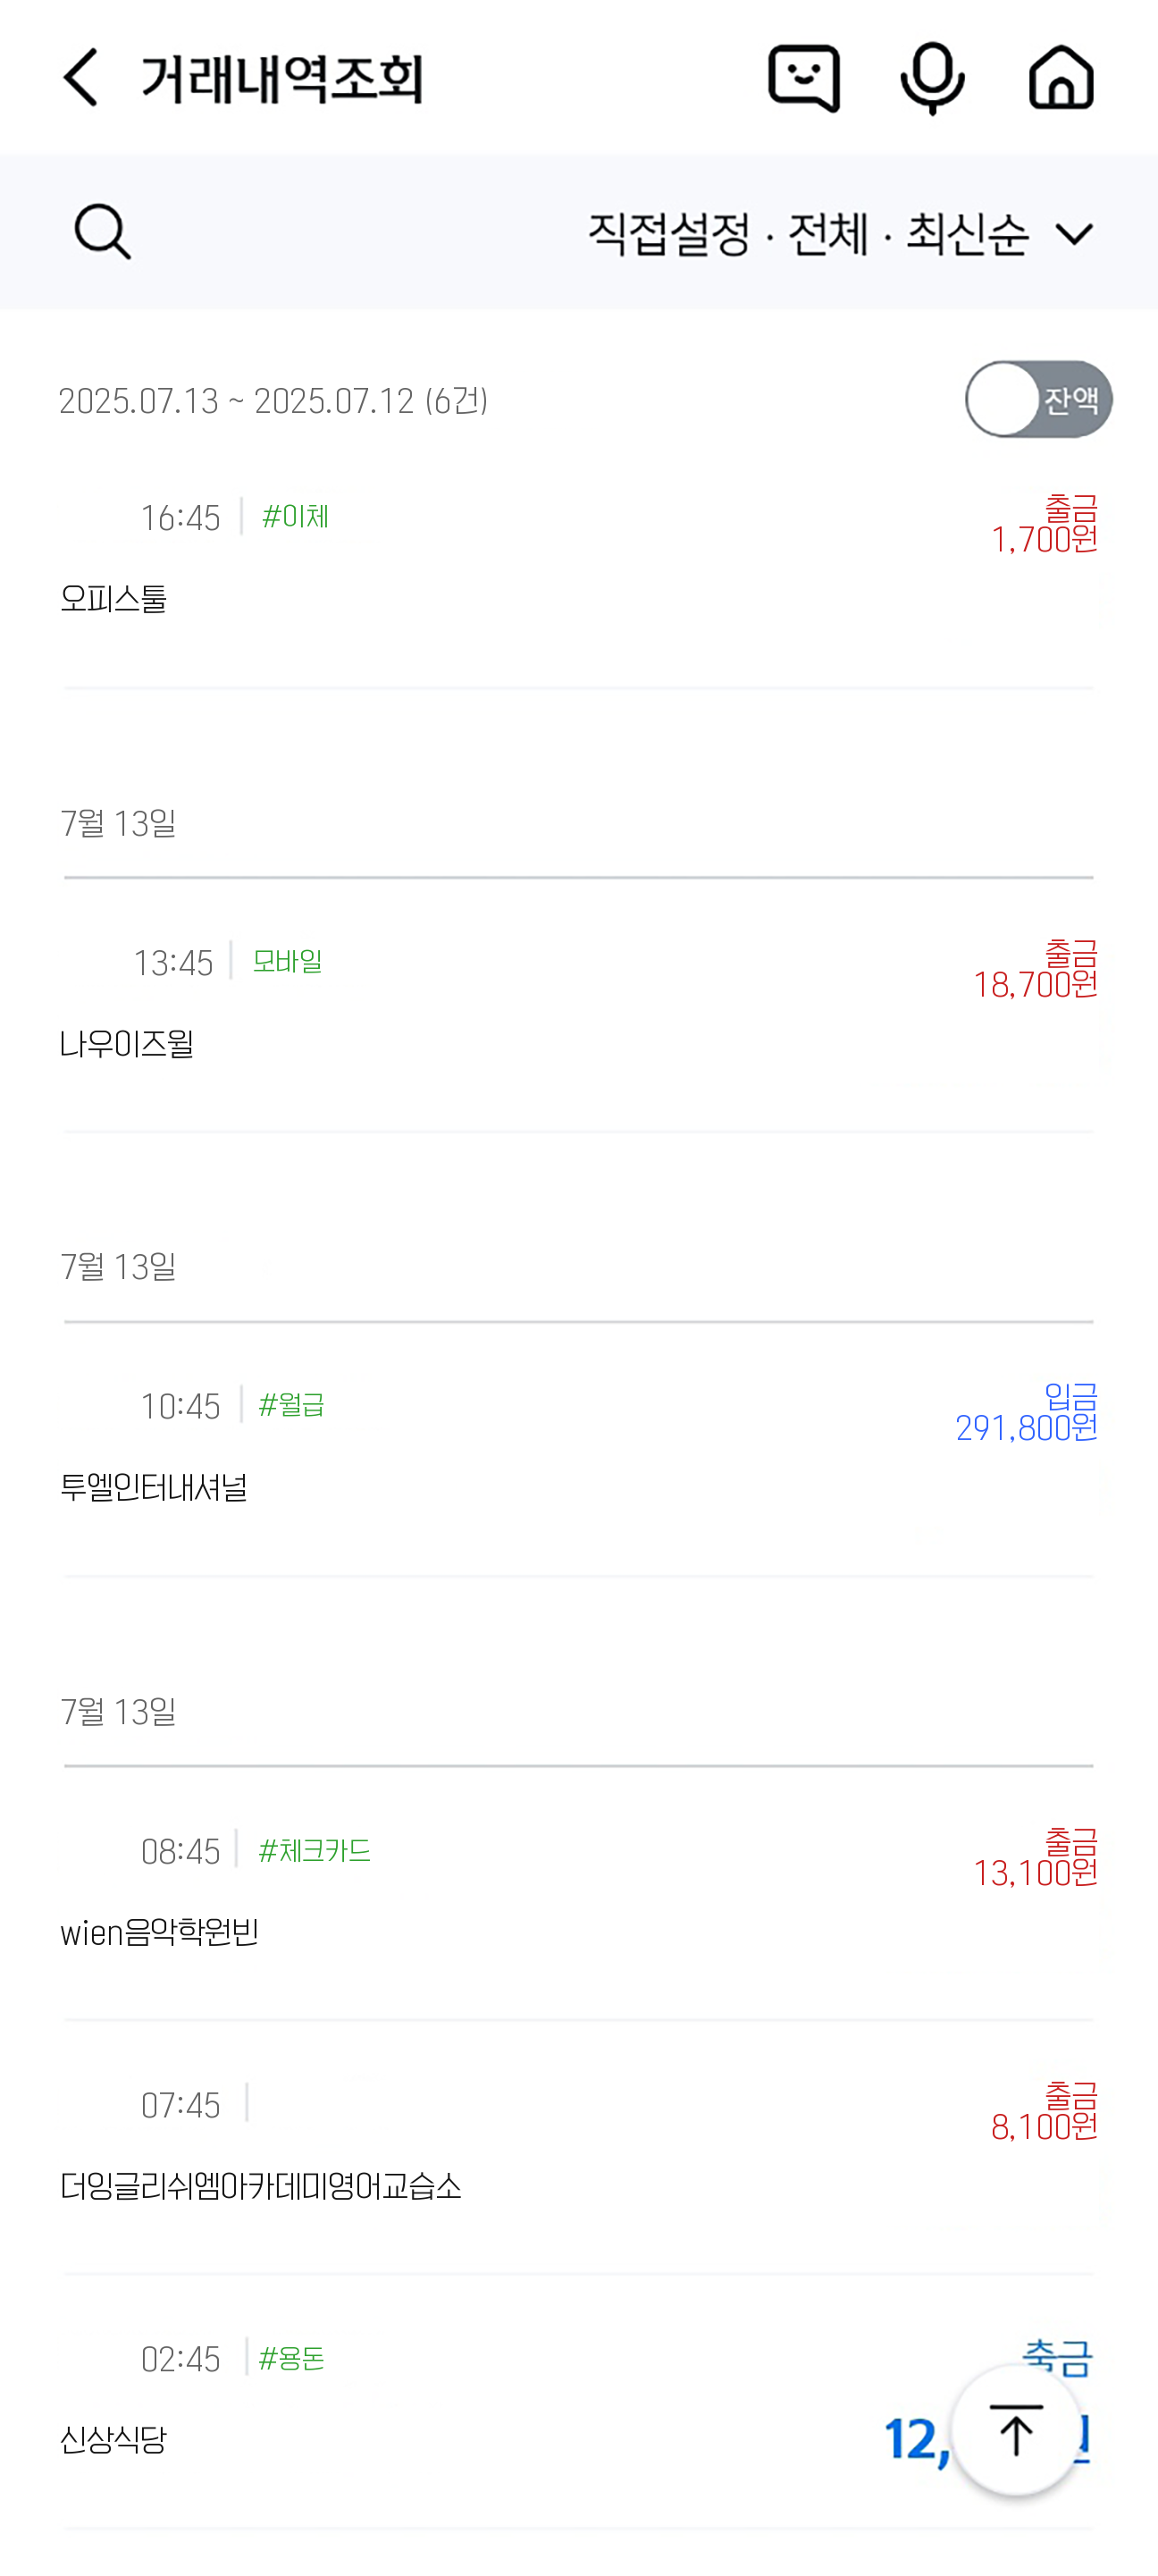 거래내역조회
직접설정 · 전체 · 최신순
2025.07.13 ~ 2025.07.12 (6건)
잔액
16:45 #이체
출금
1,700원
오피스툴
7월 13일
13:45 모바일
출금
18,700원
나우이즈윌
7월 13일
10:45 #월급
입금
291,800원
투엘인터내셔널
7월 13일
08:45 #체크카드
출금
13,100원
wien음악학원빈
07:45
출금
8,100원
더잉글리쉬엠아카데미영어교습소
02:45 #용돈
신상식당
12,